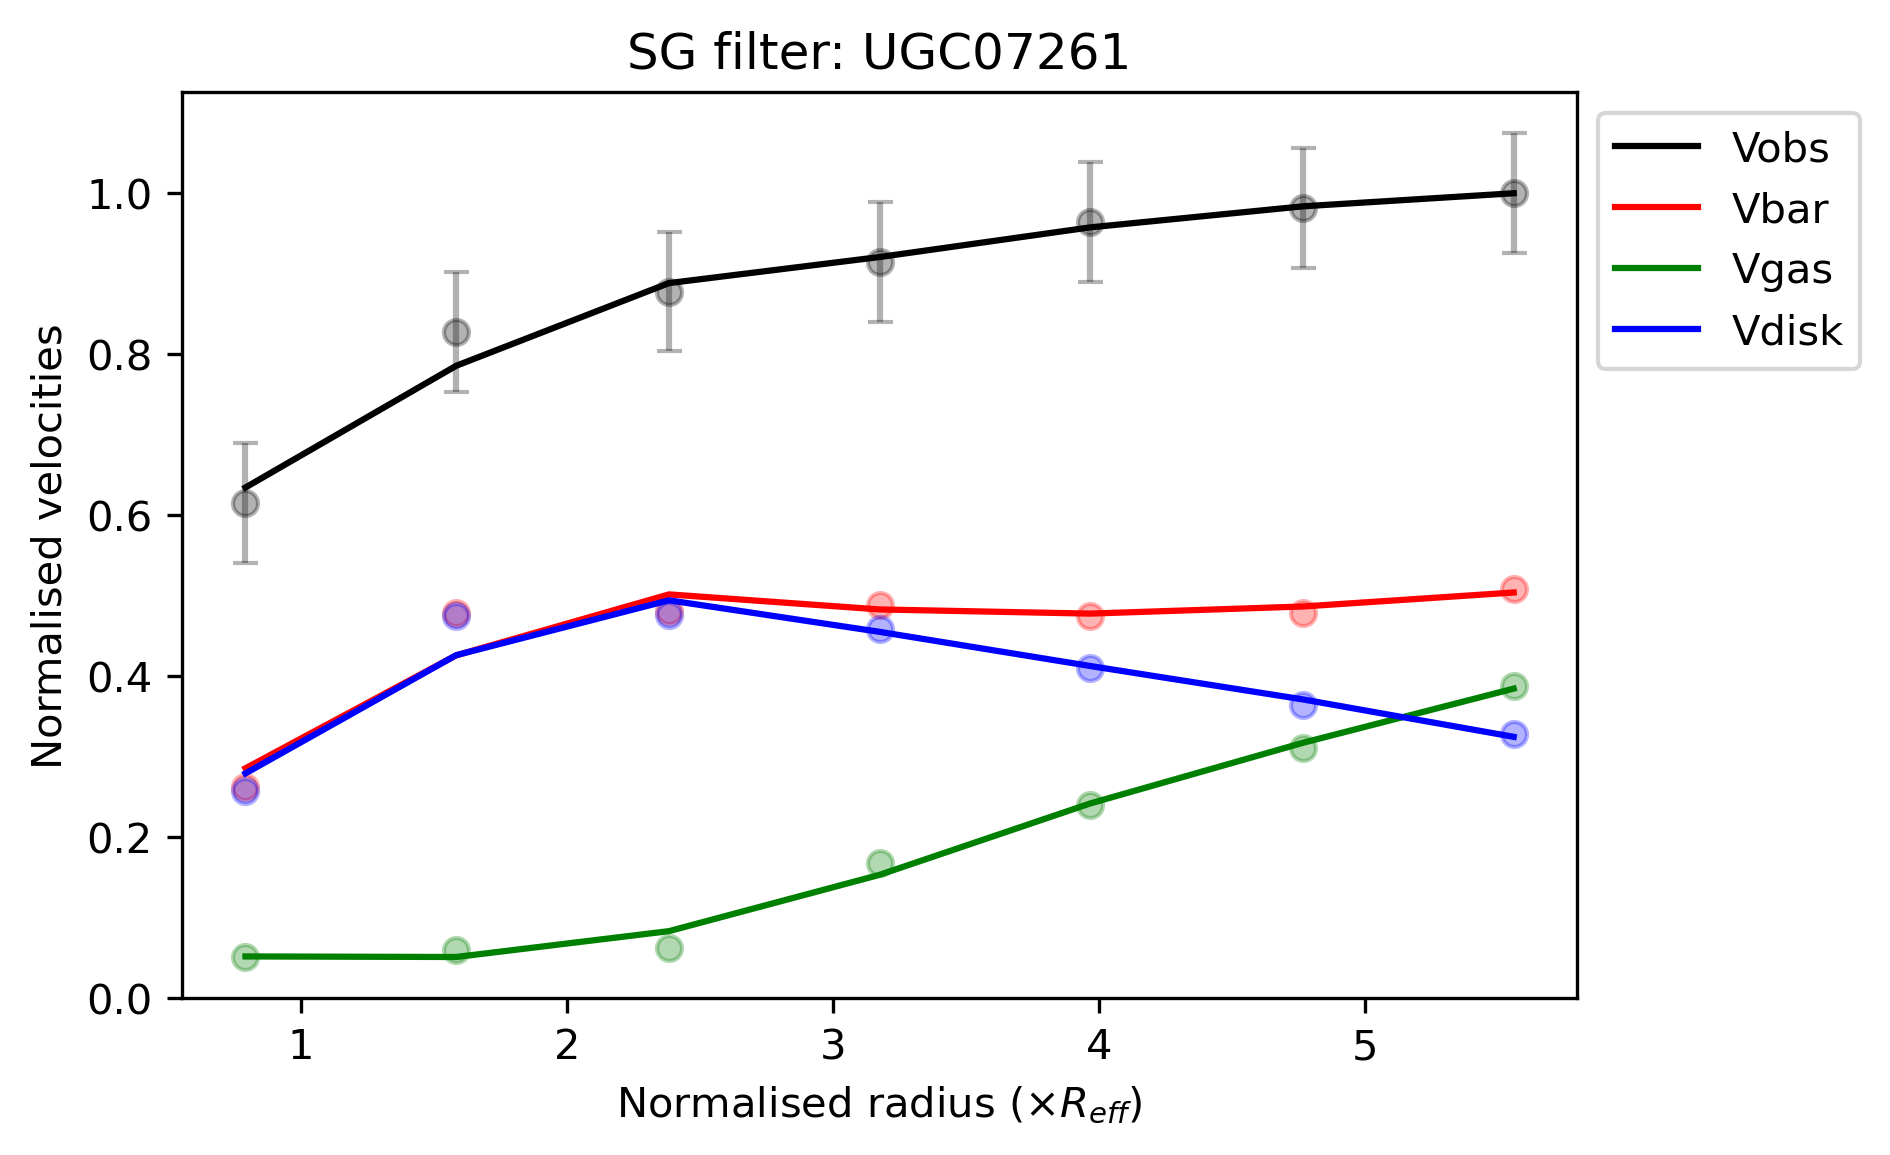 SG filter: UGC07261
Normalised velocities
1.0
0.8
0.6
0.4
0.2
0.0
1 2 3 4 5
Normalised radius (×R_eff)
Vobs
Vbar
Vgas
Vdisk